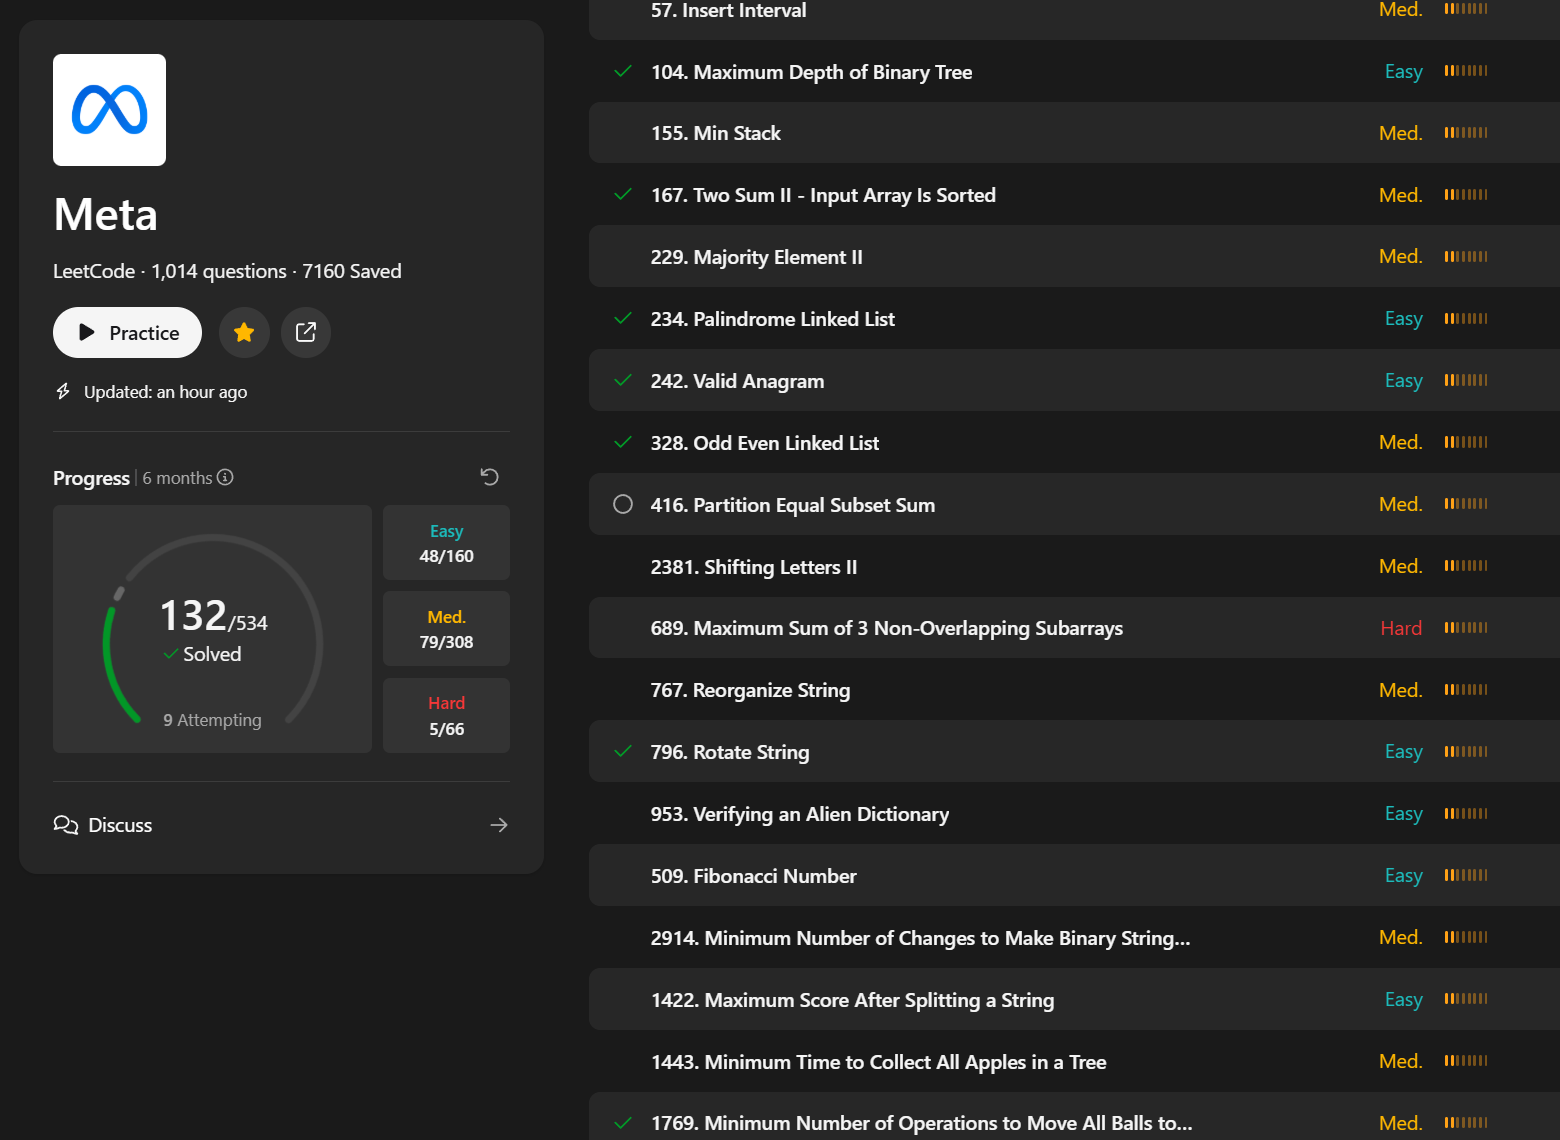 Meta
LeetCode · 1,014 questions · 7160 Saved
Practice
Updated: an hour ago
Progress | 6 months
132/534
Solved
9 Attempting
Easy
48/160
Med.
79/308
Hard
5/66
Discuss
57. Insert Interval Med.
104. Maximum Depth of Binary Tree Easy
155. Min Stack Med.
167. Two Sum II - Input Array Is Sorted Med.
229. Majority Element II Med.
234. Palindrome Linked List Easy
242. Valid Anagram Easy
328. Odd Even Linked List Med.
416. Partition Equal Subset Sum Med.
2381. Shifting Letters II Med.
689. Maximum Sum of 3 Non-Overlapping Subarrays Hard
767. Reorganize String Med.
796. Rotate String Easy
953. Verifying an Alien Dictionary Easy
509. Fibonacci Number Easy
2914. Minimum Number of Changes to Make Binary String... Med.
1422. Maximum Score After Splitting a String Easy
1443. Minimum Time to Collect All Apples in a Tree Med.
1769. Minimum Number of Operations to Move All Balls to... Med.